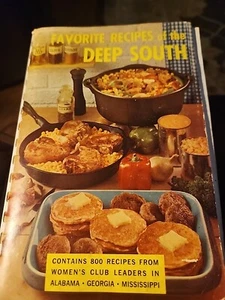 FAVORITE RECIPES of the
DEEP SOUTH
CONTAINS 800 RECIPES FROM
WOMEN'S CLUB LEADERS IN
ALABAMA • GEORGIA • MISSISSIPPI